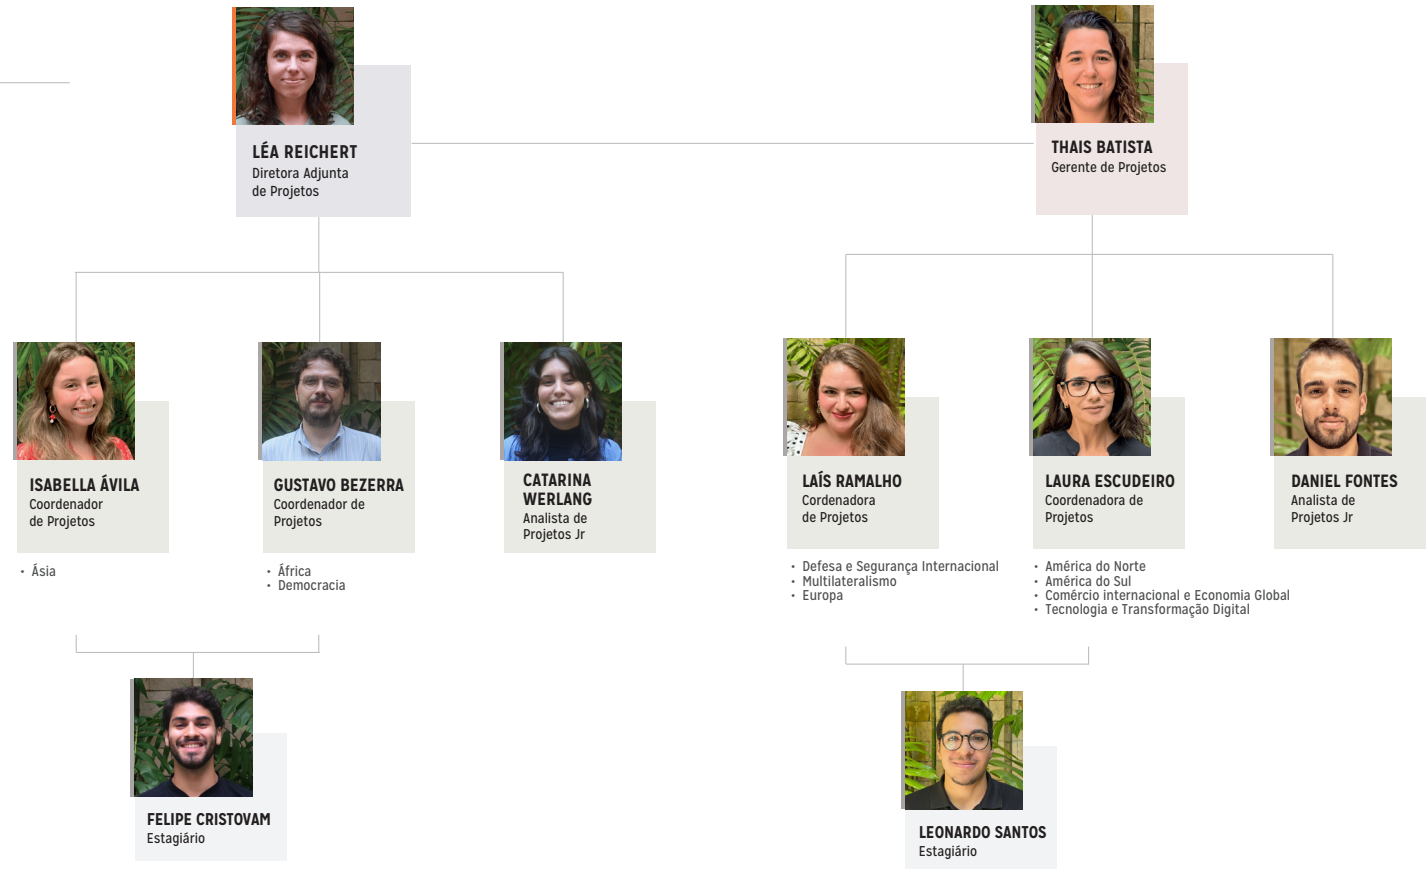 LÉA REICHERT
Diretora Adjunta
de Projetos
THAIS BATISTA
Gerente de Projetos
ISABELLA ÁVILA
Coordenador
de Projetos
• Ásia
GUSTAVO BEZERRA
Coordenador de
Projetos
• África
• Democracia
CATARINA
WERLANG
Analista de
Projetos Jr
LAÍS RAMALHO
Cordenadora
de Projetos
• Defesa e Segurança Internacional
• Multilateralismo
• Europa
LAURA ESCUDEIRO
Coordenadora de
Projetos
• América do Norte
• América do Sul
• Comércio internacional e Economia Global
• Tecnologia e Transformação Digital
DANIEL FONTES
Analista de
Projetos Jr
FELIPE CRISTOVAM
Estagiário
LEONARDO SANTOS
Estagiário